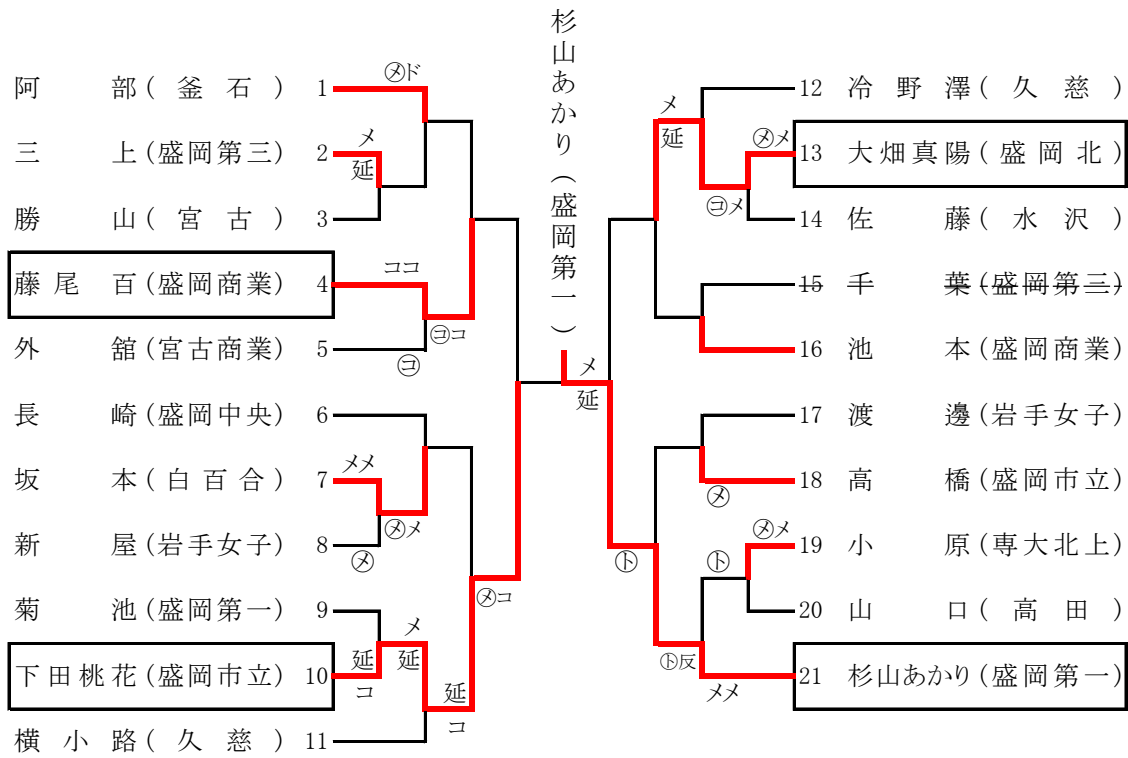 杉山あかり（盛岡第一）
阿部(釜石) 1
㋱ド
三上(盛岡第三) 2
メ
延
勝山(宮古) 3
藤尾百(盛岡商業) 4
ココ
㋙コ
外舘(宮古商業) 5
㋙
長崎(盛岡中央) 6
坂本(白百合) 7
メメ
㋱メ
新屋(岩手女子) 8
㋱
菊池(盛岡第一) 9
メ
延
下田桃花(盛岡市立) 10
延
コ
延
コ
横小路(久慈) 11
㋱コ
メ
延
12 冷野澤(久慈)
メ
延
13 大畑真陽(盛岡北)
㋱メ
㋙メ
14 佐藤(水沢)
15 千葉(盛岡第三)
16 池本(盛岡商業)
17 渡邊(岩手女子)
18 高橋(盛岡市立)
㋱
19 小原(専大北上)
㋱メ
㋣
㋣
20 山口(高田)
21 杉山あかり(盛岡第一)
㋣反
メメ